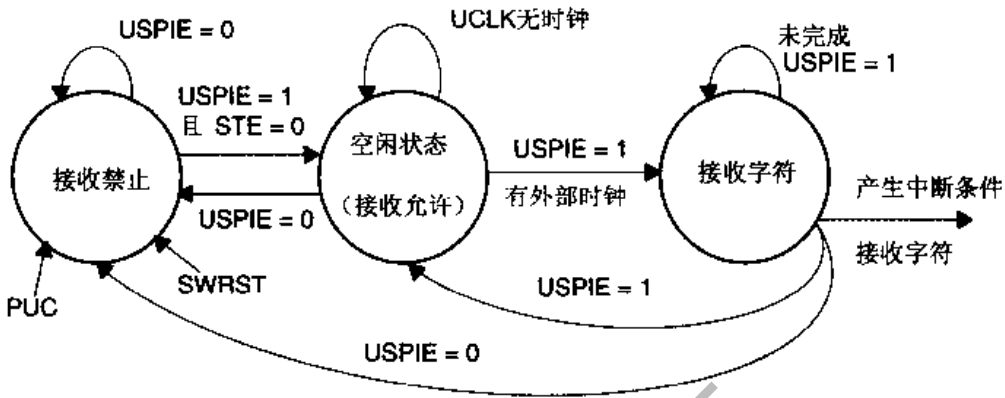 USPIE = 0
UCLK无时钟
未完成
USPIE = 1
USPIE = 1
且 STE = 0
接收禁止
USPIE = 0
空闲状态
（接收允许）
USPIE = 1
有外部时钟
接收字符
产生中断条件
接收字符
PUC
SWRST
USPIE = 1
USPIE = 0